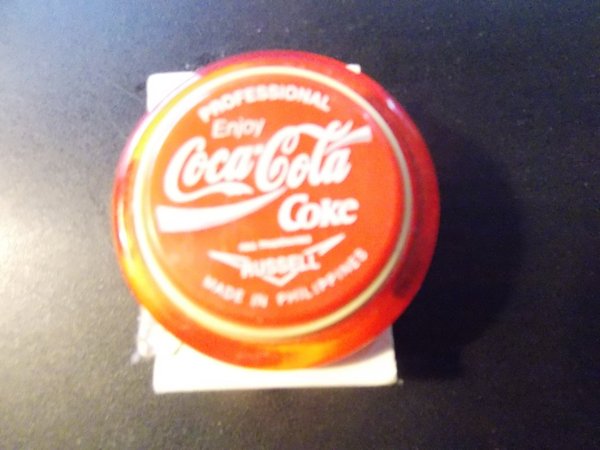 PROFESSIONAL
Enjoy
Coca-Cola
Coke
RUSSELL
MADE IN PHILIPPINES